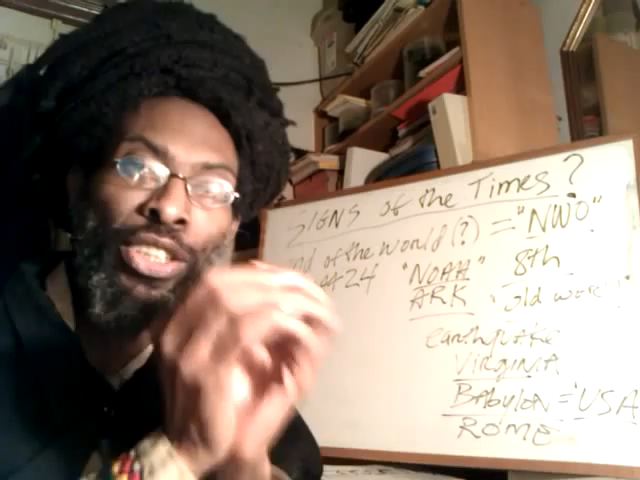 SIGNS of the Times?
nd of the World(?) = "NWO"
24 "NOAH" 8th
ARK "old world"
earthquake
VIRGINIA
BABYLON = USA
ROME